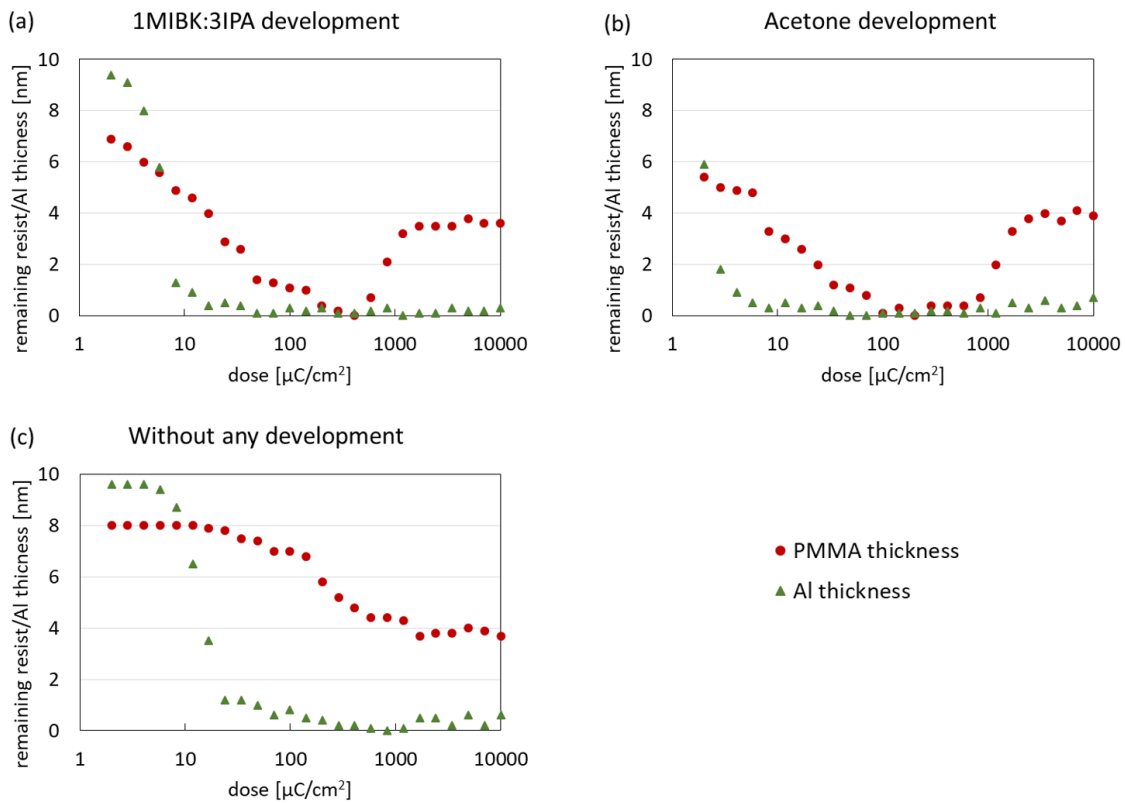 (a) 1MIBK:3IPA development
remaining resist/Al thicness [nm]
10
8
6
4
2
0
1 10 100 1000 10000
dose [µC/cm²]
(b) Acetone development
remaining resist/Al thicness [nm]
10
8
6
4
2
0
1 10 100 1000 10000
dose [µC/cm²]
(c) Without any development
remaining resist/Al thicness [nm]
10
8
6
4
2
0
1 10 100 1000 10000
dose [µC/cm²]
PMMA thickness
Al thickness